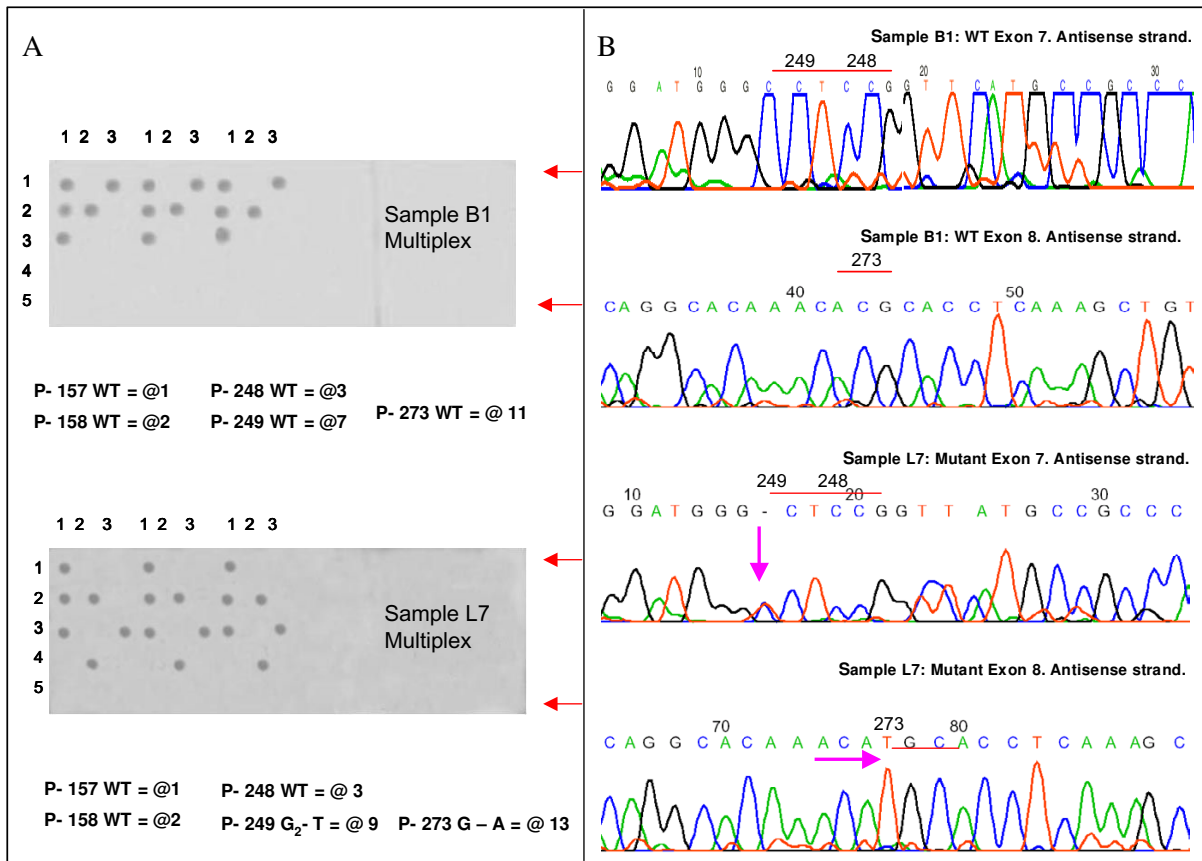 A
1 2 3 1 2 3 1 2 3
1
2
3
4
5
Sample B1
Multiplex
P- 157 WT = @1 P- 248 WT = @3
P- 158 WT = @2 P- 249 WT = @7 P- 273 WT = @ 11
1 2 3 1 2 3 1 2 3
1
2
3
4
5
Sample L7
Multiplex
P- 157 WT = @1 P- 248 WT = @ 3
P- 158 WT = @2 P- 249 G₂- T = @ 9 P- 273 G – A = @ 13
B
Sample B1: WT Exon 7. Antisense strand.
249 248
10 20 30
G G A T G G G C C T C C G G T T C A T G C C G C C C
Sample B1: WT Exon 8. Antisense strand.
273
40 50
C A G G C A C A A A C A C G C A C C T C A A A G C T G T
Sample L7: Mutant Exon 7. Antisense strand.
249 248
10 20 30
G G A T G G G - C T C C G G T T A T G C C G C C C
Sample L7: Mutant Exon 8. Antisense strand.
70 273 80
C A G G C A C A A A C A T G C A C C T C A A A G C